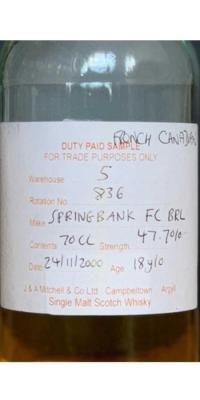 FRONCH CANADIAN
DUTY PAID SAMPLE
FOR TRADE PURPOSES ONLY
Warehouse 5
Rotation No. 836
Make SPRINGBANK FC BRL
Contents 70CL Strength 47.7%
Date 24/11/2000 Age 18y/o
J & A Mitchell & Co Ltd Campbeltown Argyll
Single Malt Scotch Whisky